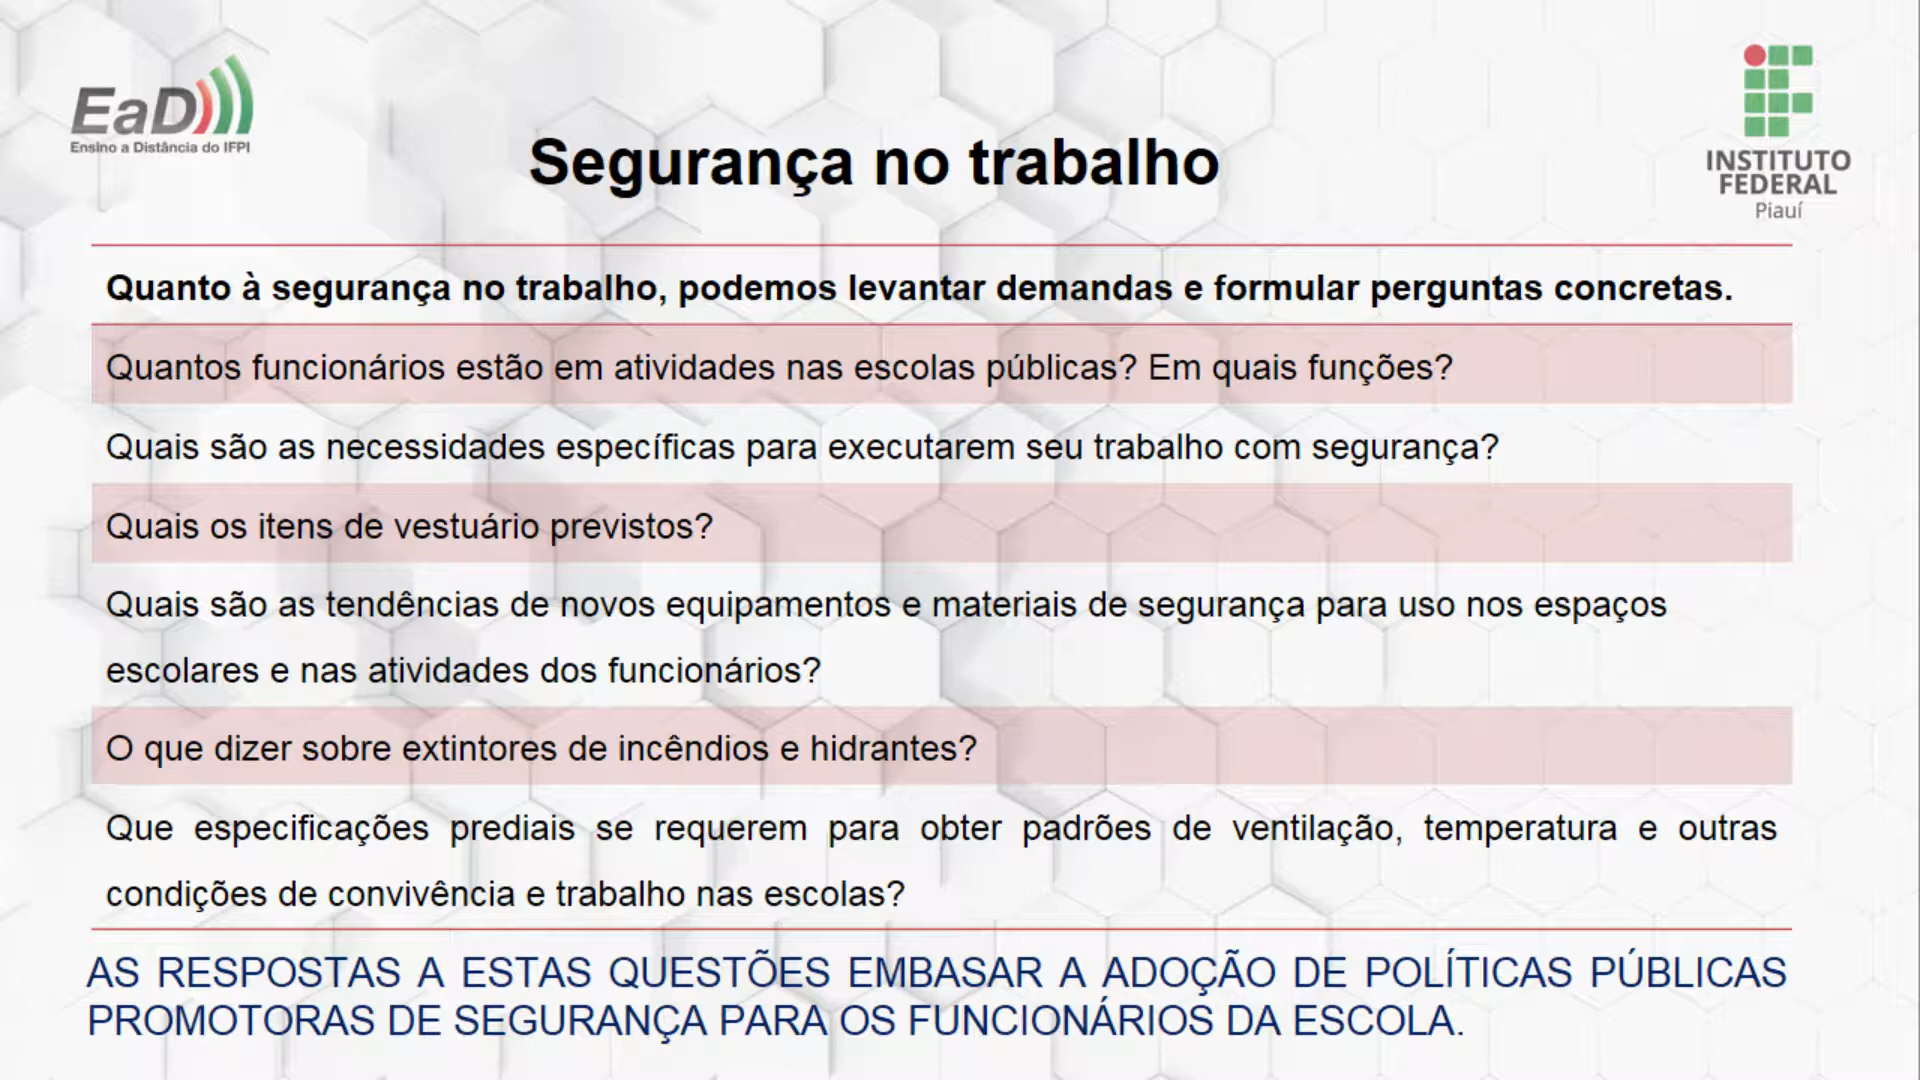 EaD
Ensino a Distância do IFPI
INSTITUTO
FEDERAL
Piauí
Segurança no trabalho
Quanto à segurança no trabalho, podemos levantar demandas e formular perguntas concretas.
Quantos funcionários estão em atividades nas escolas públicas? Em quais funções?
Quais são as necessidades específicas para executarem seu trabalho com segurança?
Quais os itens de vestuário previstos?
Quais são as tendências de novos equipamentos e materiais de segurança para uso nos espaços
escolares e nas atividades dos funcionários?
O que dizer sobre extintores de incêndios e hidrantes?
Que especificações prediais se requerem para obter padrões de ventilação, temperatura e outras
condições de convivência e trabalho nas escolas?
AS RESPOSTAS A ESTAS QUESTÕES EMBASAR A ADOÇÃO DE POLÍTICAS PÚBLICAS
PROMOTORAS DE SEGURANÇA PARA OS FUNCIONÁRIOS DA ESCOLA.